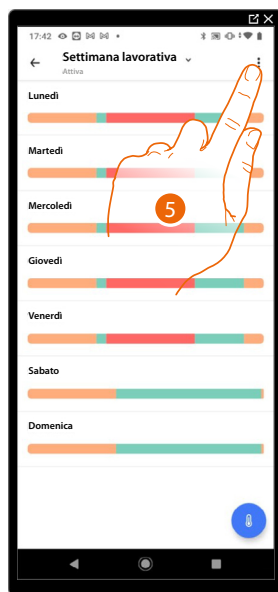 17:42
Settimana lavorativa
Attiva
Lunedì
Martedì
Mercoledì
5
Giovedì
Venerdì
Sabato
Domenica